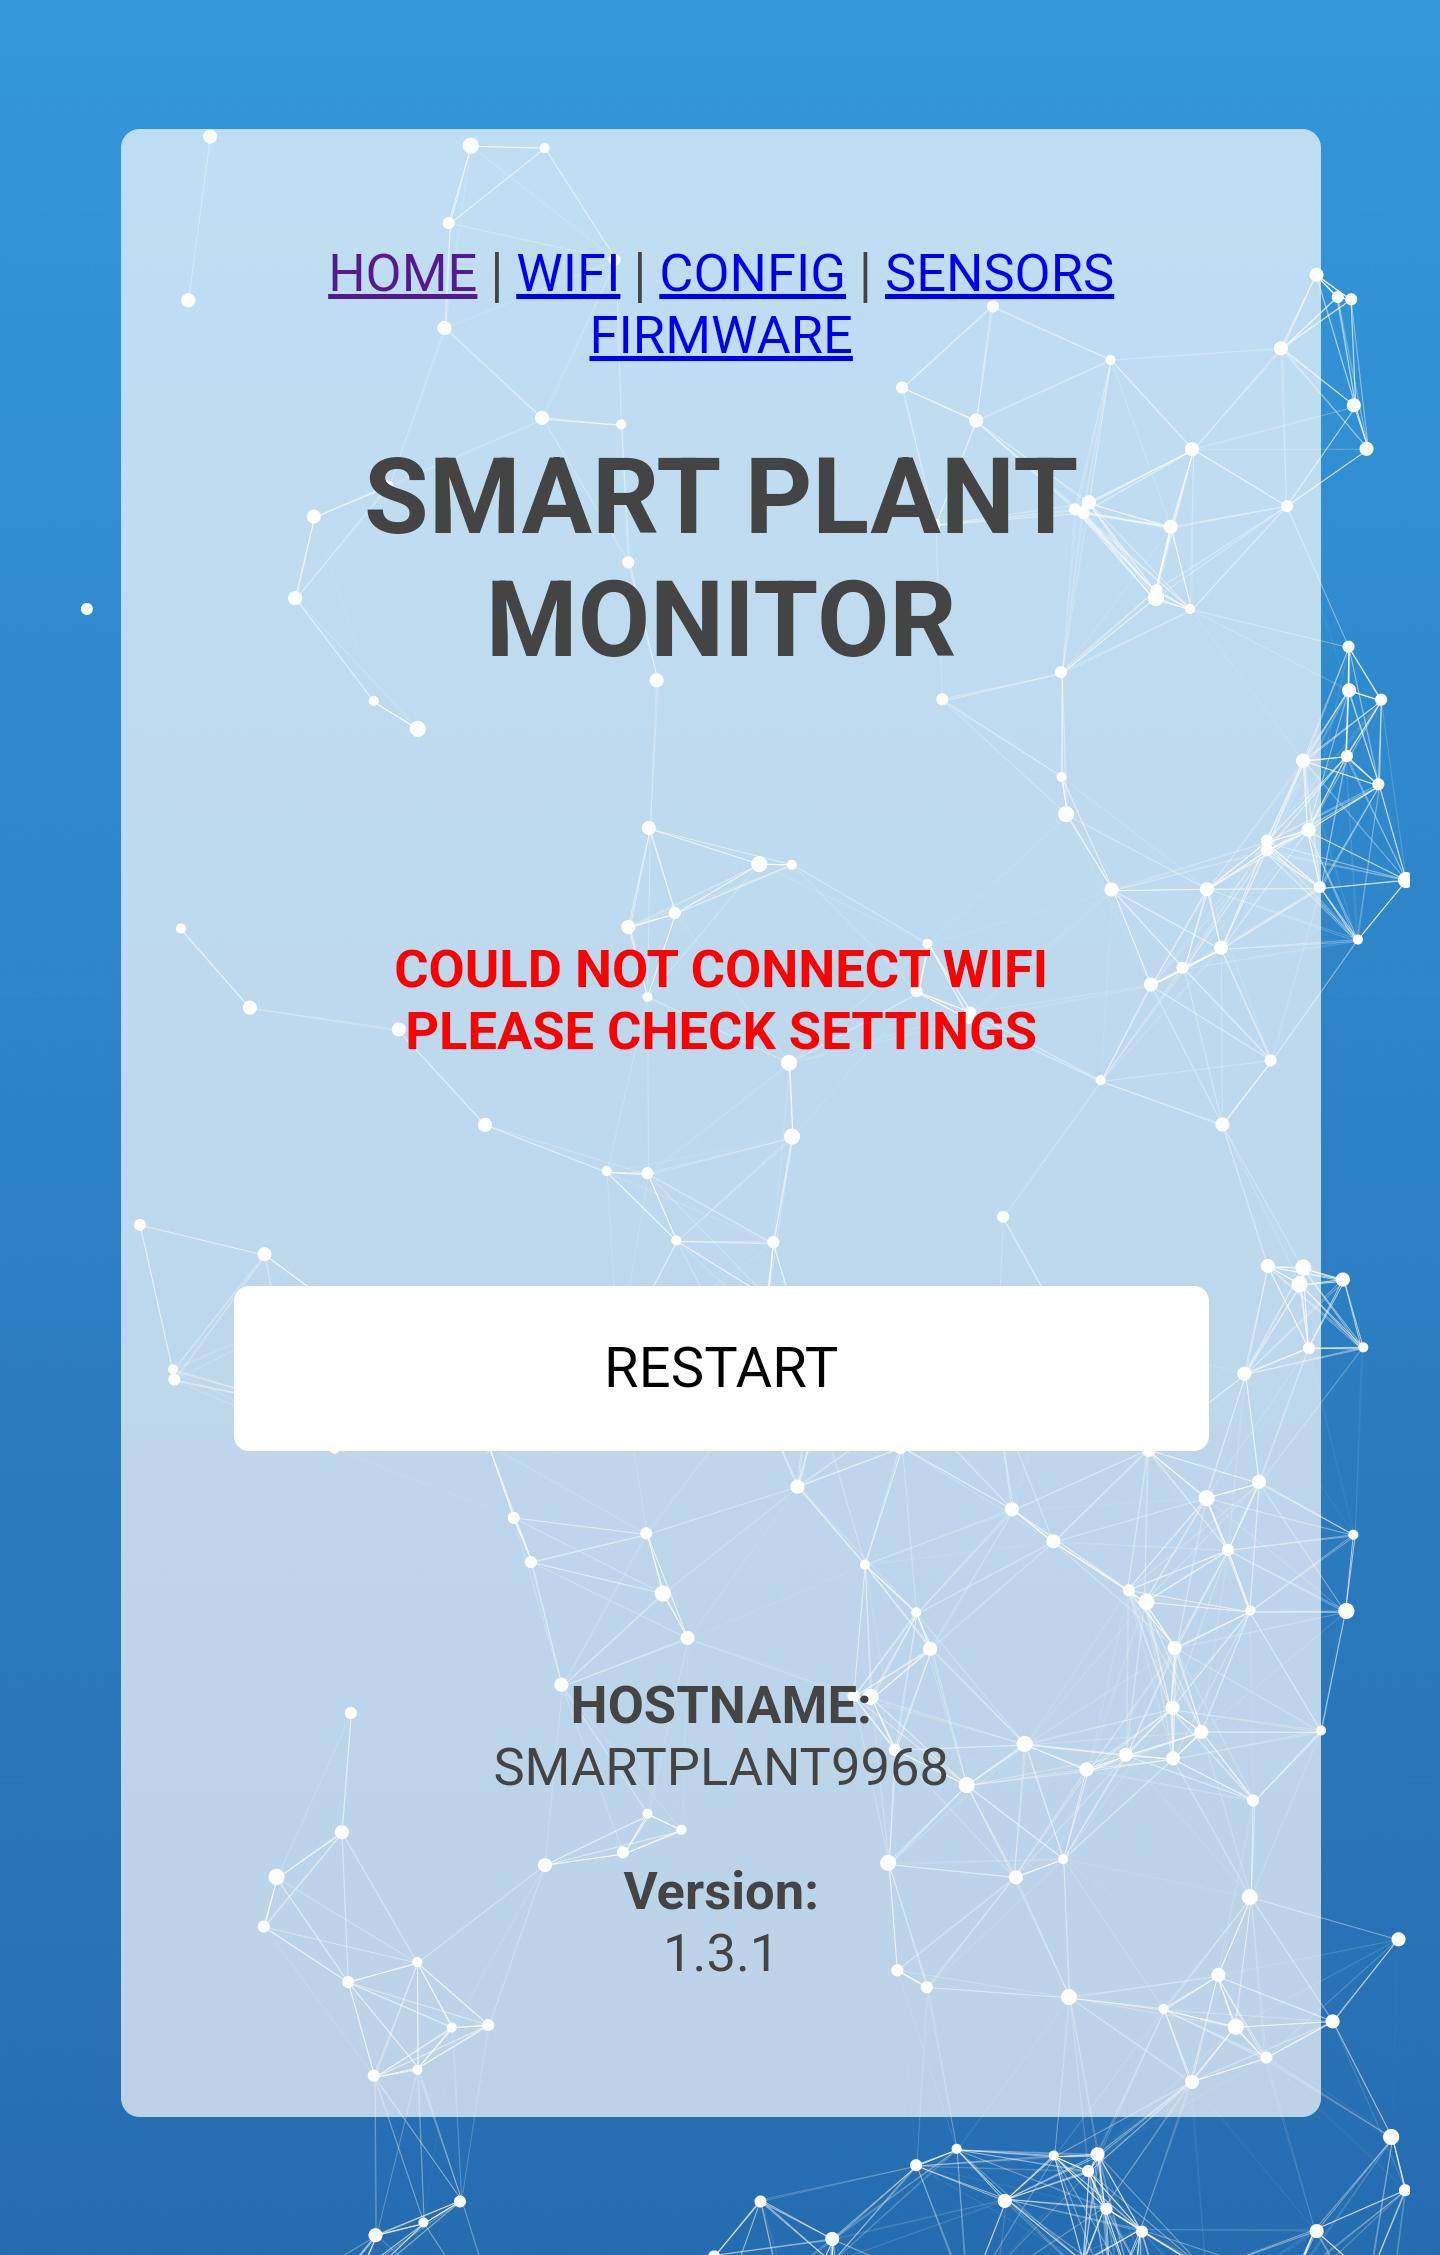 HOME | WIFI | CONFIG | SENSORS
FIRMWARE
SMART PLANT
MONITOR
COULD NOT CONNECT WIFI
PLEASE CHECK SETTINGS
RESTART
HOSTNAME:
SMARTPLANT9968
Version:
1.3.1